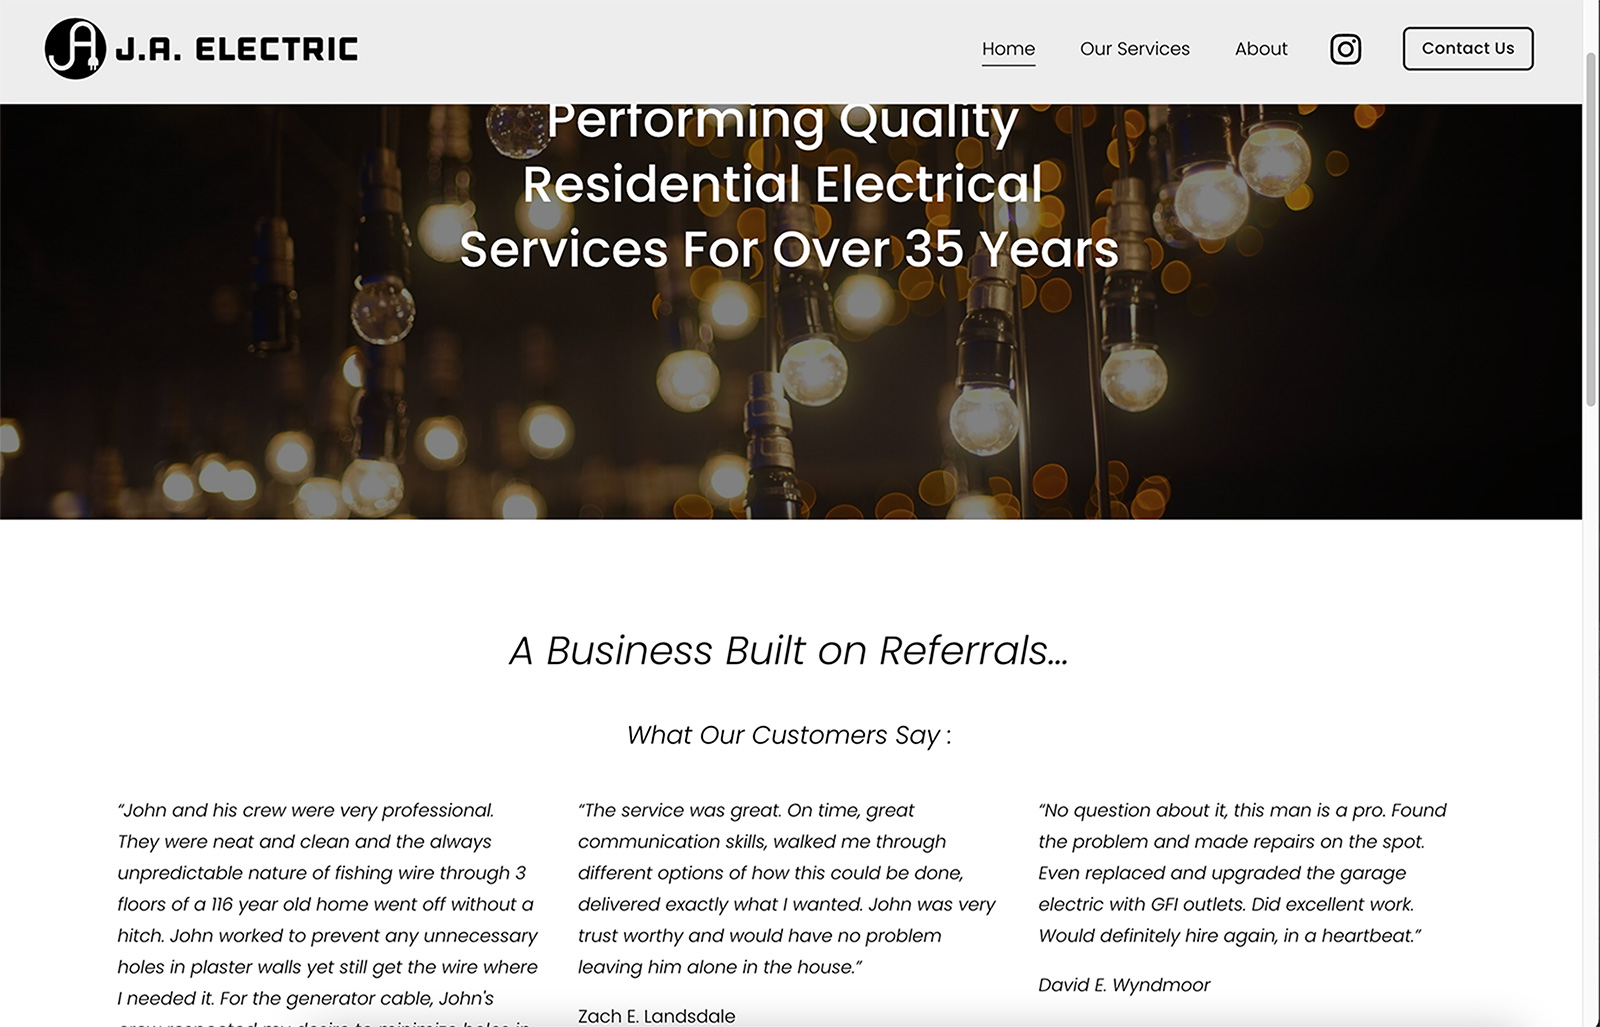 J.A. ELECTRIC
Home Our Services About Contact Us
Performing Quality
Residential Electrical
Services For Over 35 Years
A Business Built on Referrals...
What Our Customers Say :
“John and his crew were very professional.
They were neat and clean and the always
unpredictable nature of fishing wire through 3
floors of a 116 year old home went off without a
hitch. John worked to prevent any unnecessary
holes in plaster walls yet still get the wire where
I needed it. For the generator cable, John's
crew respected my desire to minimize holes in
“The service was great. On time, great
communication skills, walked me through
different options of how this could be done,
delivered exactly what I wanted. John was very
trust worthy and would have no problem
leaving him alone in the house.”
Zach E. Landsdale
“No question about it, this man is a pro. Found
the problem and made repairs on the spot.
Even replaced and upgraded the garage
electric with GFI outlets. Did excellent work.
Would definitely hire again, in a heartbeat.”
David E. Wyndmoor